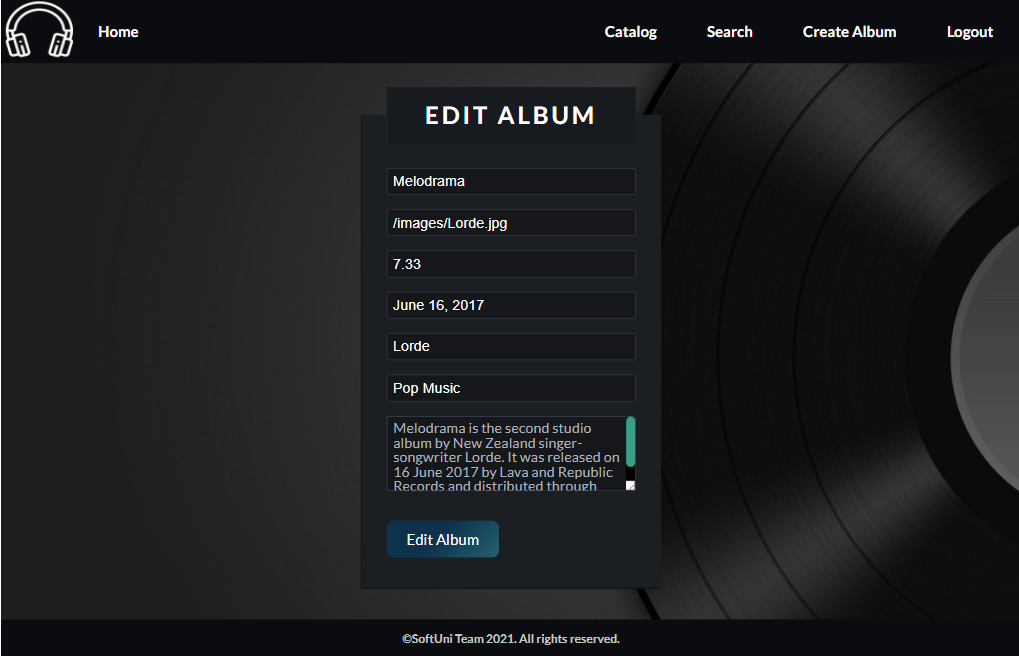 Home
Catalog
Search
Create Album
Logout
EDIT ALBUM
Melodrama
/images/Lorde.jpg
7.33
June 16, 2017
Lorde
Pop Music
Melodrama is the second studio
album by New Zealand singer-
songwriter Lorde. It was released on
16 June 2017 by Lava and Republic
Records and distributed through
Edit Album
©SoftUni Team 2021. All rights reserved.